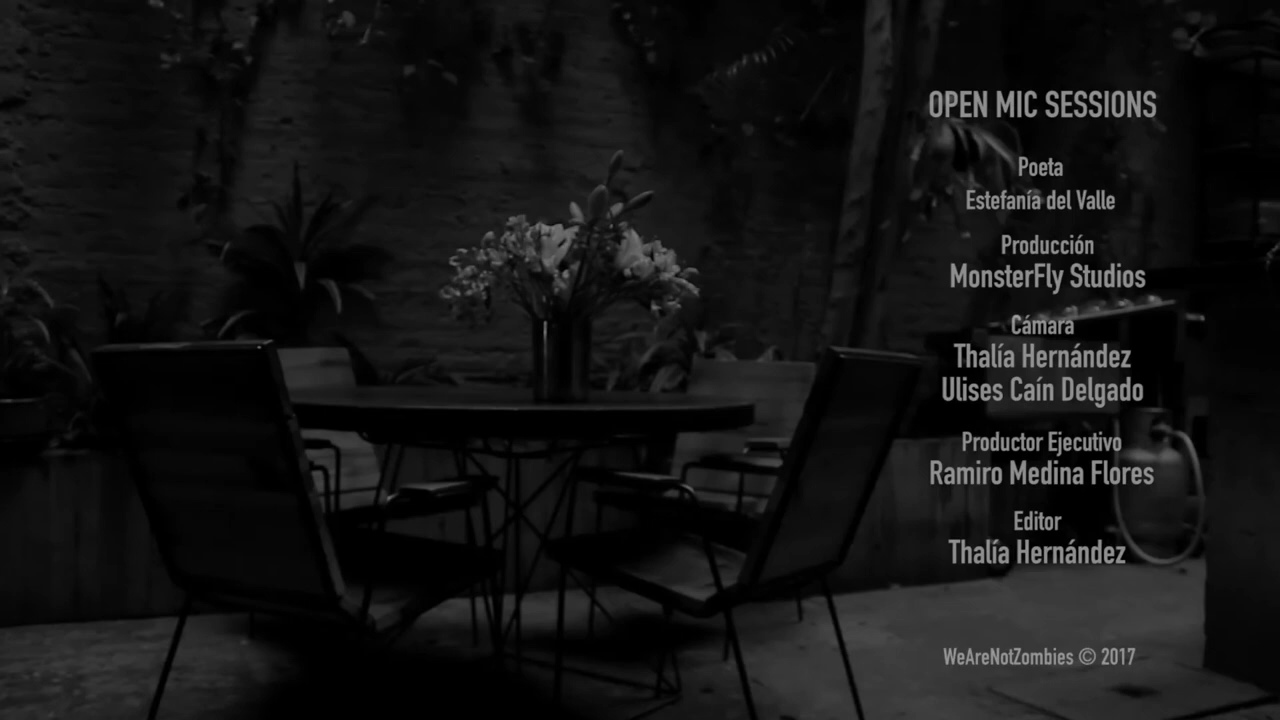 OPEN MIC SESSIONS
Poeta
Estefanía del Valle
Producción
MonsterFly Studios
Cámara
Thalía Hernández
Ulises Caín Delgado
Productor Ejecutivo
Ramiro Medina Flores
Editor
Thalía Hernández
WeAreNotZombies © 2017